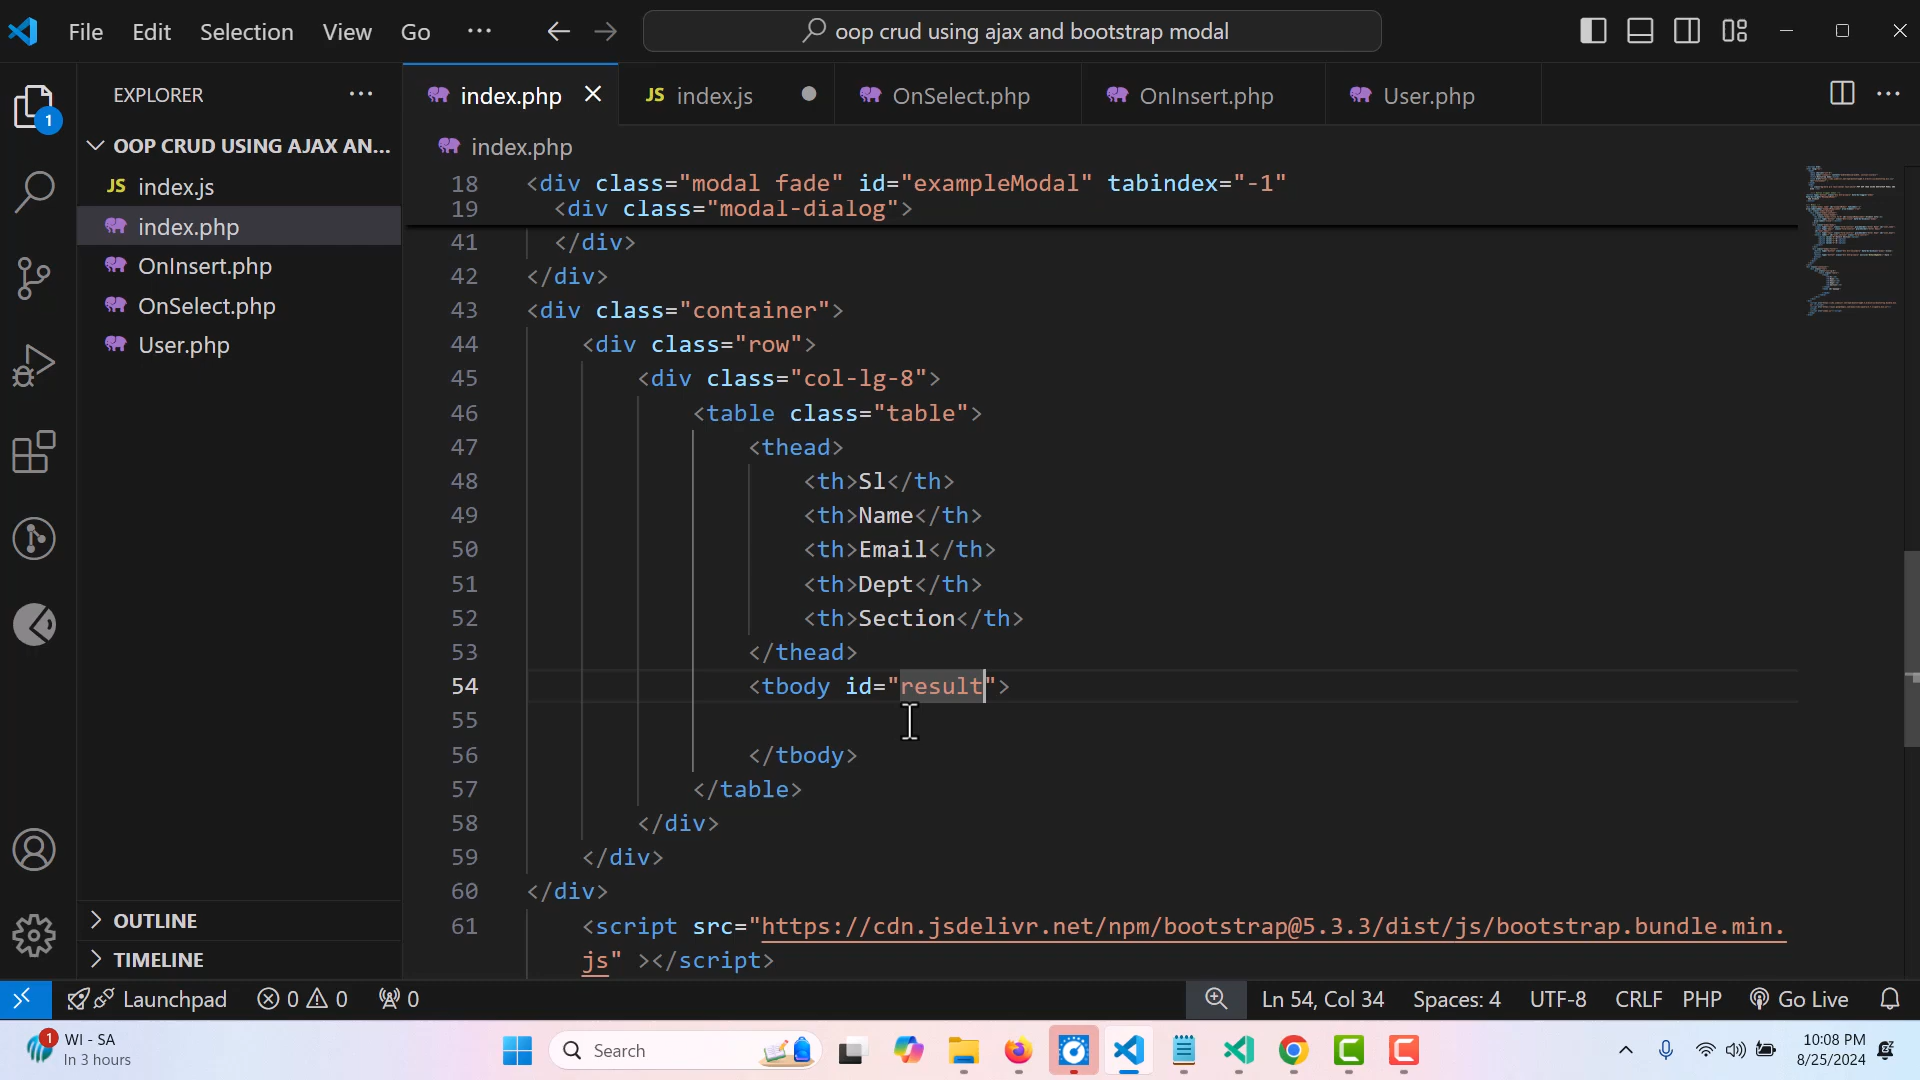 File Edit Selection View Go ··· oop crud using ajax and bootstrap modal
EXPLORER ···
index.php JS index.js OnSelect.php OnInsert.php User.php ···
OOP CRUD USING AJAX AN...
JS index.js
index.php
OnInsert.php
OnSelect.php
User.php
OUTLINE
TIMELINE
1
index.php
18 <div class="modal fade" id="exampleModal" tabindex="-1"
19 <div class="modal-dialog">
41 </div>
42 </div>
43 <div class="container">
44 <div class="row">
45 <div class="col-lg-8">
46 <table class="table">
47 <thead>
48 <th>Sl</th>
49 <th>Name</th>
50 <th>Email</th>
51 <th>Dept</th>
52 <th>Section</th>
53 </thead>
54 <tbody id="result">
55
56 </tbody>
57 </table>
58 </div>
59 </div>
60 </div>
61 <script src="https://cdn.jsdelivr.net/npm/bootstrap@5.3.3/dist/js/bootstrap.bundle.min.
js" ></script>
Launchpad 0 0 0 Ln 54, Col 34 Spaces: 4 UTF-8 CRLF PHP Go Live
1 WI - SA
In 3 hours
Search
10:08 PM
8/25/2024